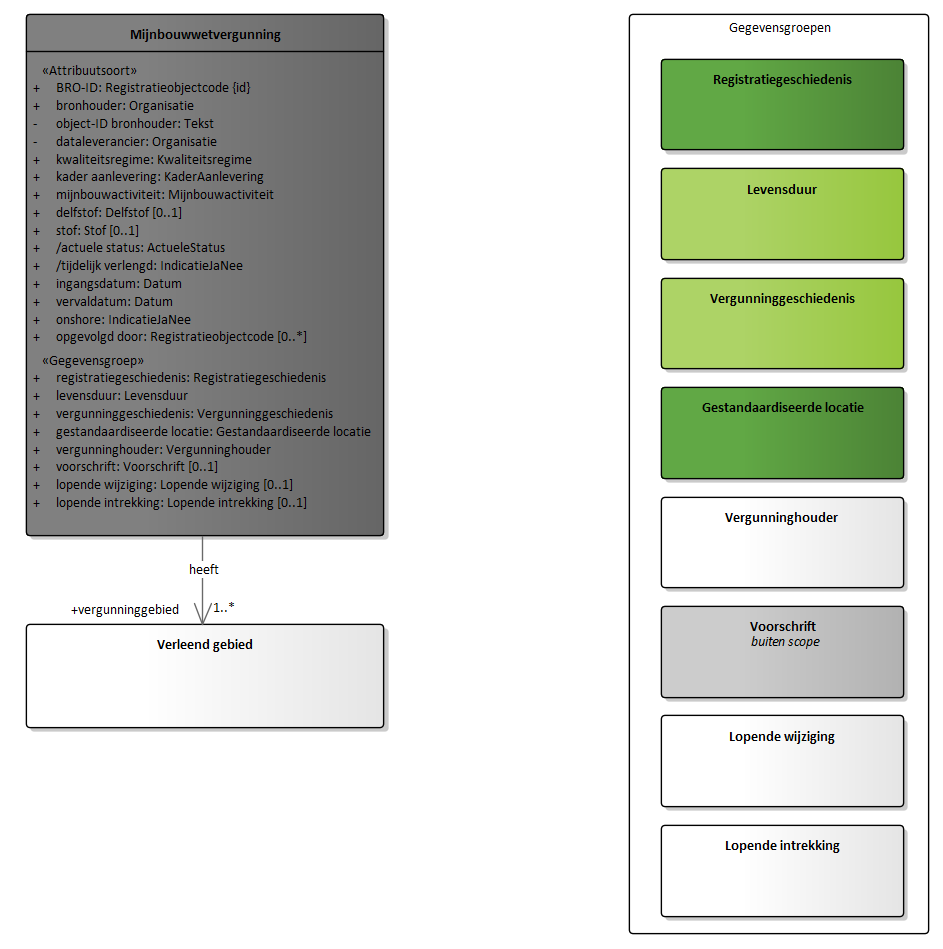 Mijnbouwwetvergunning
«Attribuutsoort»
+ BRO-ID: Registratieobjectcode {id}
+ bronhouder: Organisatie
- object-ID bronhouder: Tekst
- dataleverancier: Organisatie
+ kwaliteitsregime: Kwaliteitsregime
+ kader aanlevering: KaderAanlevering
+ mijnbouwactiviteit: Mijnbouwactiviteit
+ delfstof: Delfstof [0..1]
+ stof: Stof [0..1]
+ /actuele status: ActueleStatus
+ /tijdelijk verlengd: IndicatieJaNee
+ ingangsdatum: Datum
+ vervaldatum: Datum
+ onshore: IndicatieJaNee
+ opgevolgd door: Registratieobjectcode [0..*]
«Gegevensgroep»
+ registratiegeschiedenis: Registratiegeschiedenis
+ levensduur: Levensduur
+ vergunninggeschiedenis: Vergunninggeschiedenis
+ gestandaardiseerde locatie: Gestandaardiseerde locatie
+ vergunninghouder: Vergunninghouder
+ voorschrift: Voorschrift [0..1]
+ lopende wijziging: Lopende wijziging [0..1]
+ lopende intrekking: Lopende intrekking [0..1]
heeft
+vergunninggebied 1..*
Verleend gebied
Gegevensgroepen
Registratiegeschiedenis
Levensduur
Vergunninggeschiedenis
Gestandaardiseerde locatie
Vergunninghouder
Voorschrift
buiten scope
Lopende wijziging
Lopende intrekking